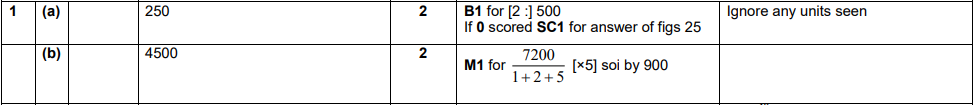 1 (a) 250 2 B1 for [2 :] 500 Ignore any units seen
If 0 scored SC1 for answer of figs 25
(b) 4500 2 M1 for 7200/(1+2+5) [×5] soi by 900